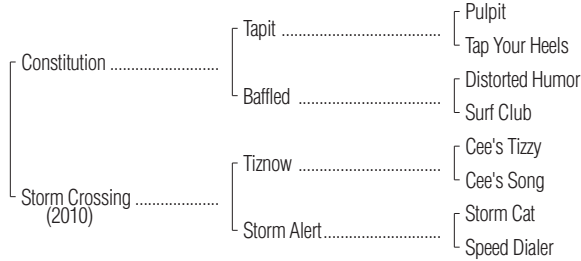 Pulpit
Tapit
Tap Your Heels
Constitution
Distorted Humor
Baffled
Surf Club
Cee's Tizzy
Tiznow
Cee's Song
Storm Crossing
(2010)
Storm Cat
Storm Alert
Speed Dialer